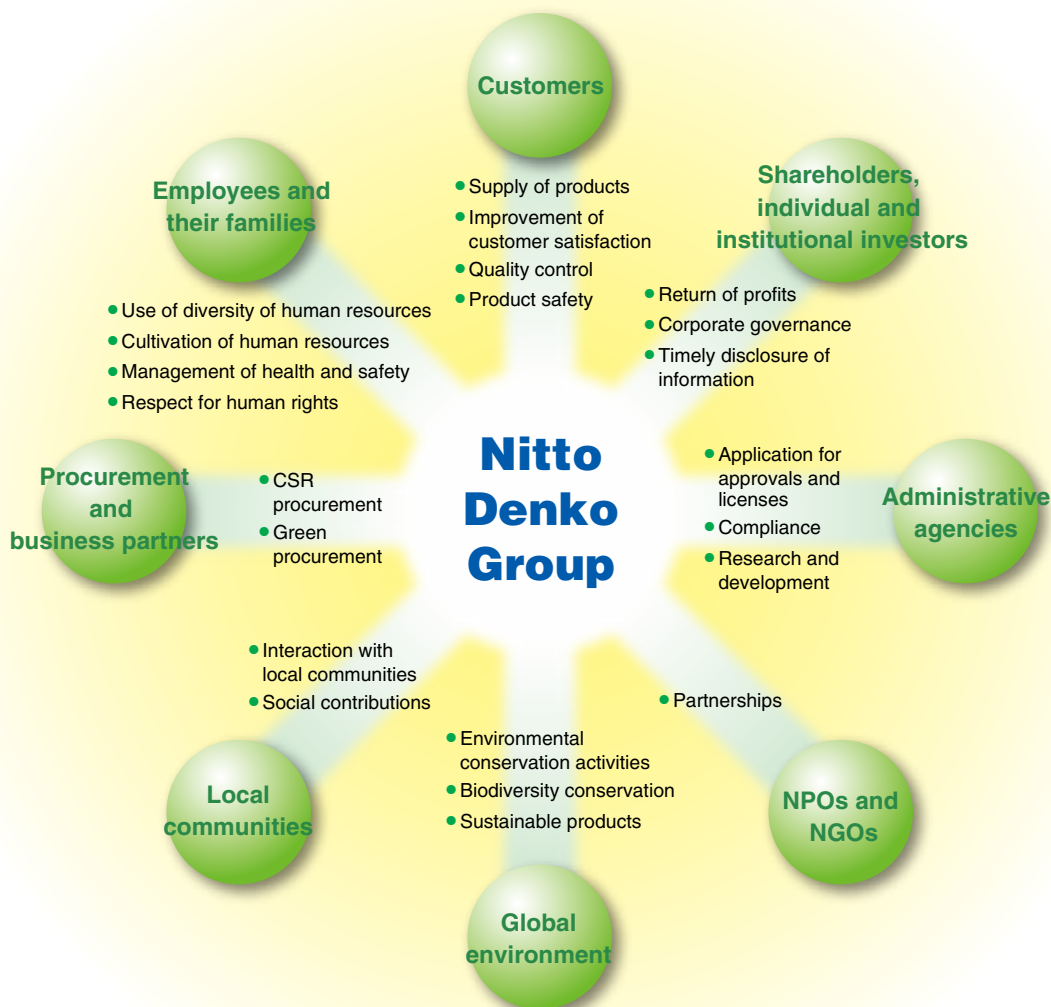 Customers
• Supply of products
• Improvement of
customer satisfaction
• Quality control
• Product safety
Shareholders,
individual and
institutional investors
• Return of profits
• Corporate governance
• Timely disclosure of
information
Employees and
their families
• Use of diversity of human resources
• Cultivation of human resources
• Management of health and safety
• Respect for human rights
Nitto
Denko
Group
Procurement
and
business partners
• CSR
procurement
• Green
procurement
• Application for
approvals and
licenses
• Compliance
• Research and
development
Administrative
agencies
• Interaction with
local communities
• Social contributions
Local
communities
• Environmental
conservation activities
• Biodiversity conservation
• Sustainable products
Global
environment
• Partnerships
NPOs and
NGOs